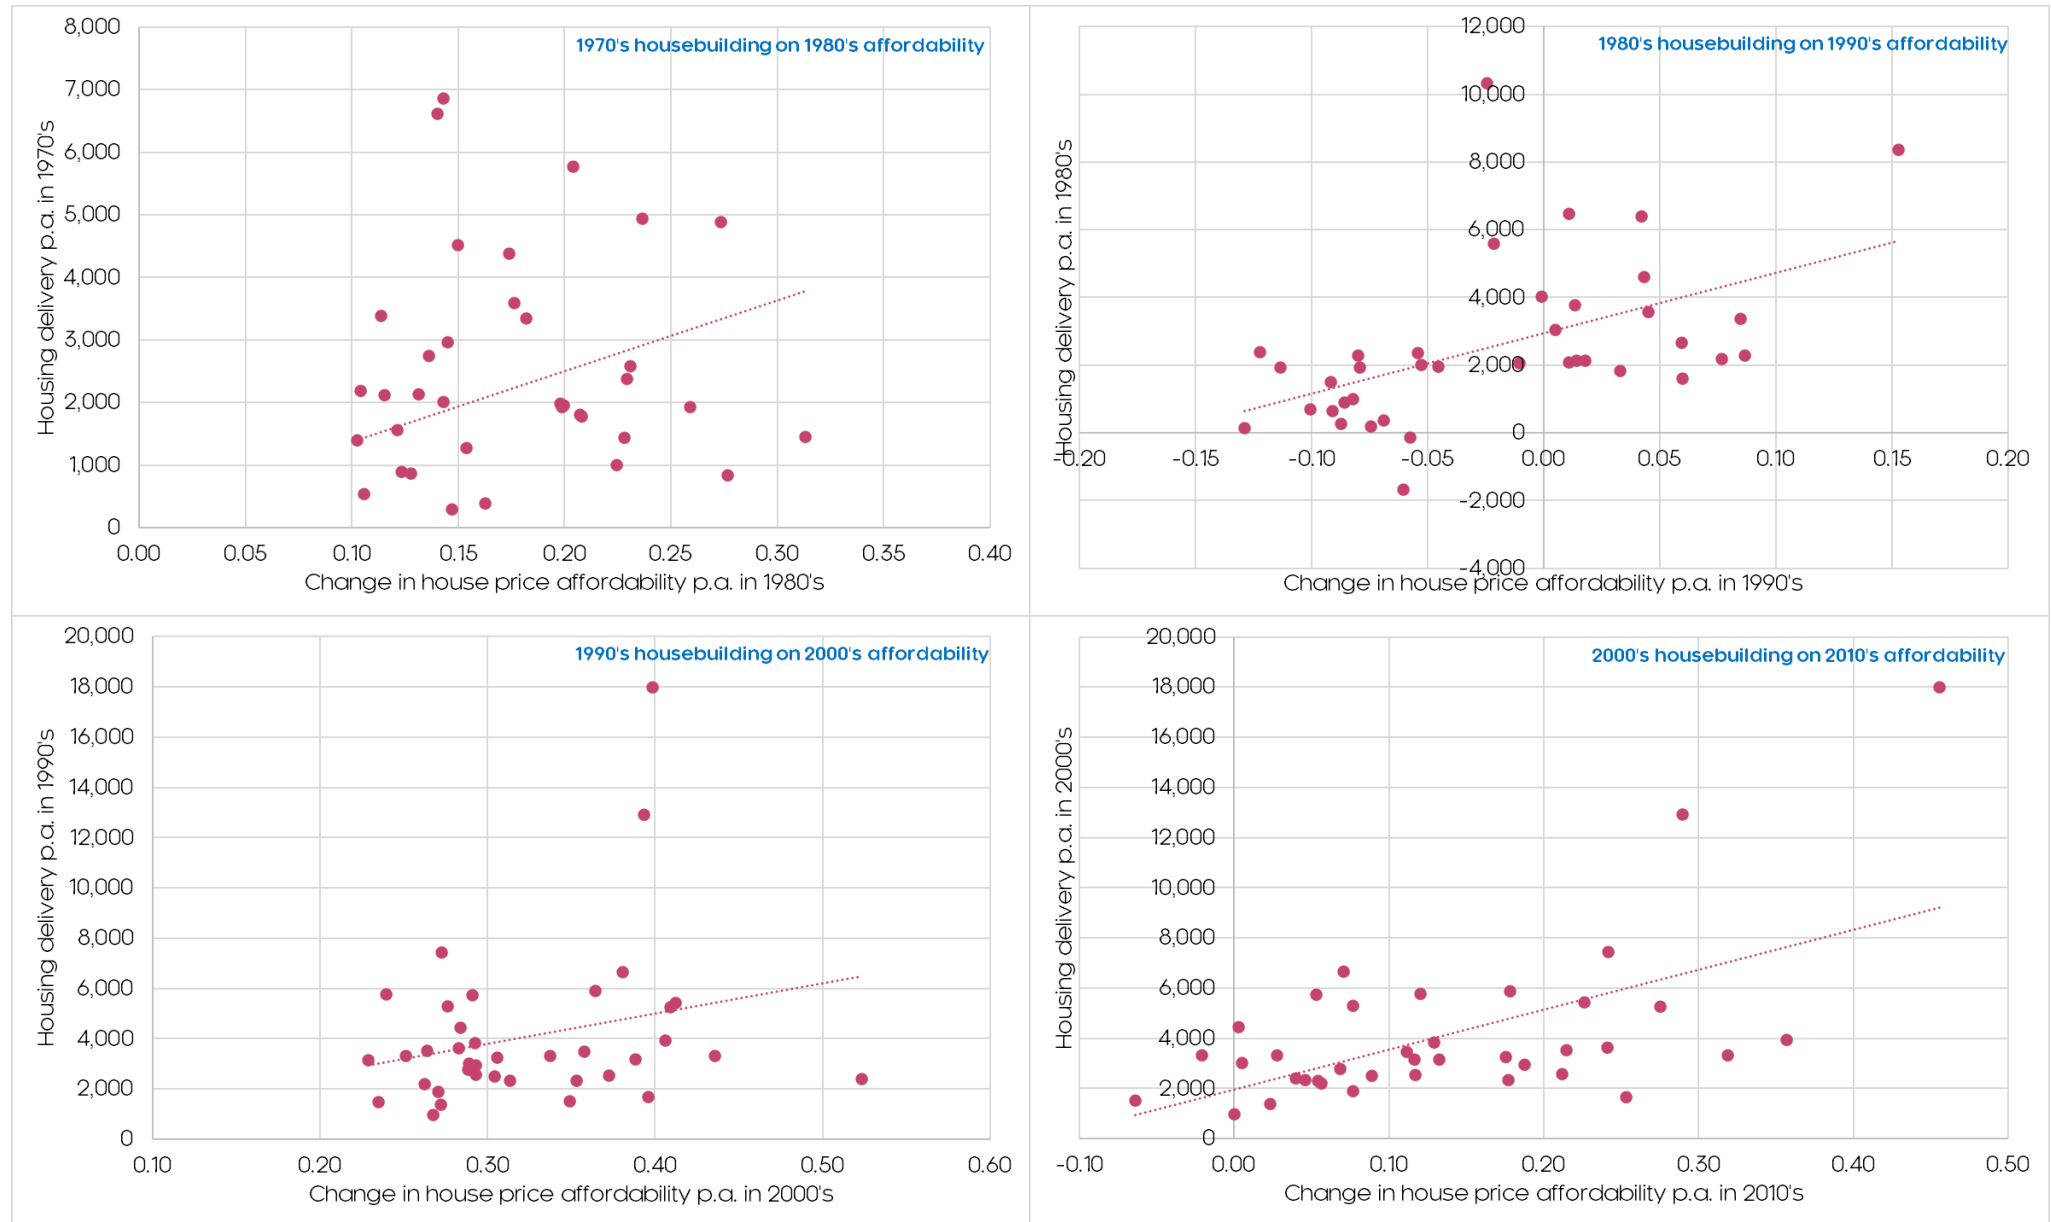 1970's housebuilding on 1980's affordability
Housing delivery p.a. in 1970's
8,000
7,000
6,000
5,000
4,000
3,000
2,000
1,000
0
0.00 0.05 0.10 0.15 0.20 0.25 0.30 0.35 0.40
Change in house price affordability p.a. in 1980's
1980's housebuilding on 1990's affordability
Housing delivery p.a. in 1980's
12,000
10,000
8,000
6,000
4,000
2,000
0
-0.20 -0.15 -0.10 -0.05 0.00 0.05 0.10 0.15 0.20
-2,000
-4,000
Change in house price affordability p.a. in 1990's
1990's housebuilding on 2000's affordability
Housing delivery p.a. in 1990's
20,000
18,000
16,000
14,000
12,000
10,000
8,000
6,000
4,000
2,000
0
0.10 0.20 0.30 0.40 0.50 0.60
Change in house price affordability p.a. in 2000's
2000's housebuilding on 2010's affordability
Housing delivery p.a. in 2000's
20,000
18,000
16,000
14,000
12,000
10,000
8,000
6,000
4,000
2,000
0
-0.10 0.00 0.10 0.20 0.30 0.40 0.50
Change in house price affordability p.a. in 2010's